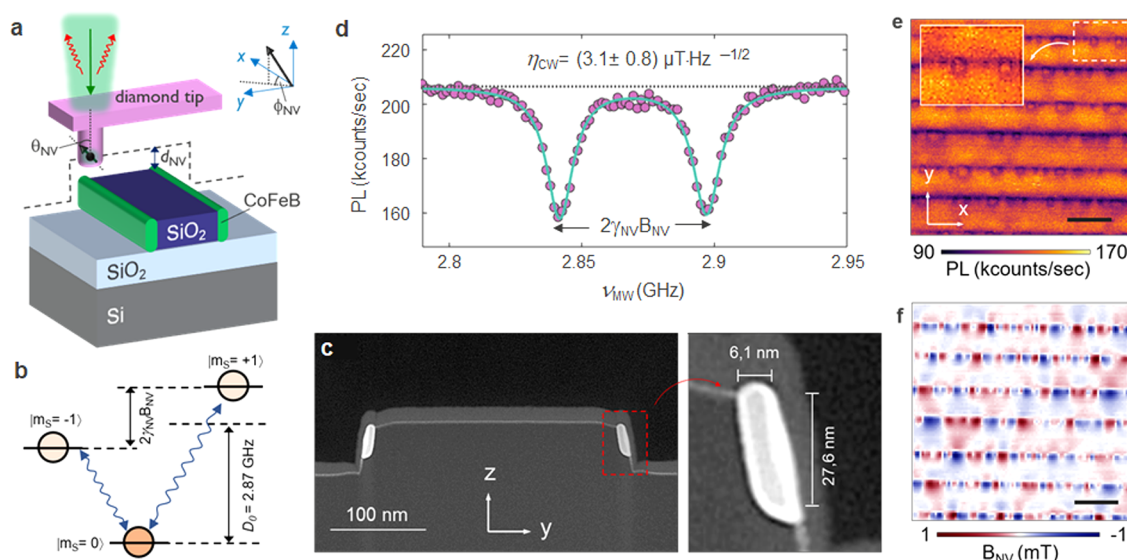 a
z
x
y
ϕNV
diamond tip
θNV
dNV
CoFeB
SiO2
SiO2
Si
b
|mS= +1⟩
|mS= -1⟩
2γNVBNV
D0 = 2.87 GHz
|mS= 0⟩
c
100 nm
z
y
6,1 nm
27,6 nm
d
ηCW= (3.1± 0.8) µT·Hz −1/2
220
200
180
160
PL (kcounts/sec)
2γNVBNV
2.8 2.85 2.9 2.95
νMW (GHz)
e
y
x
90 170
PL (kcounts/sec)
f
1 -1
BNV (mT)